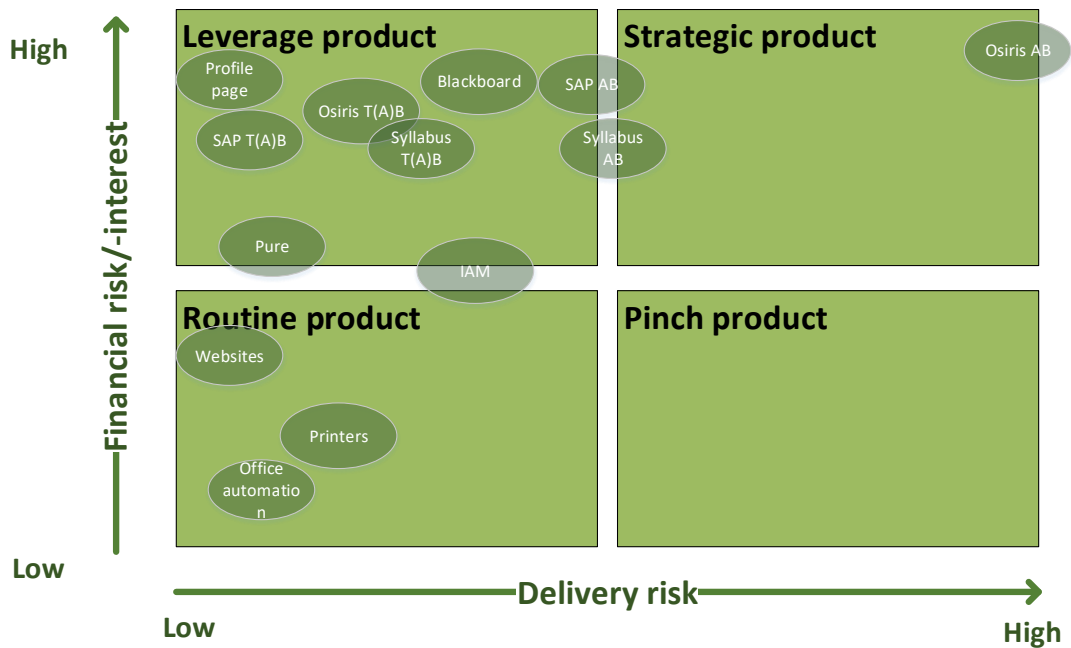 High
Leverage product
Strategic product
Osiris AB
Profile
page
Blackboard
SAP AB
Osiris T(A)B
SAP T(A)B
Syllabus
T(A)B
Syllabus
AB
Pure
IAM
Financial risk/-interest
Routine product
Pinch product
Websites
Printers
Office
automatio
n
Low
Delivery risk
Low
High